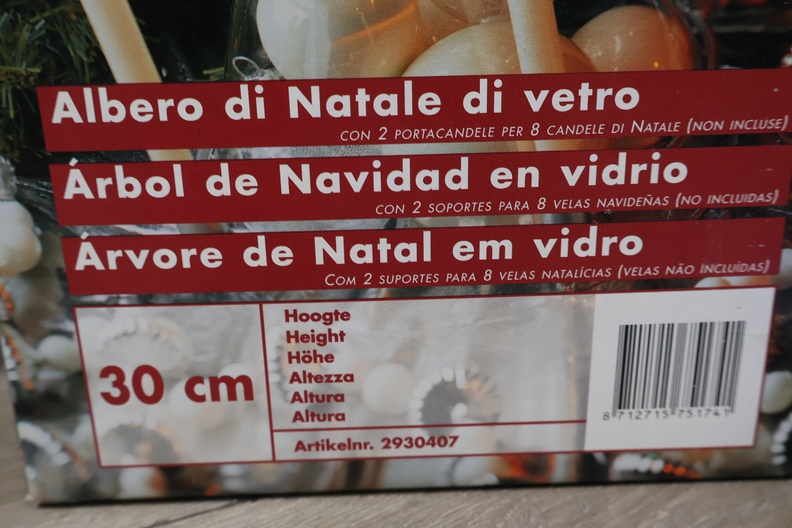 Albero di Natale di vetro
con 2 portacandele per 8 candele di Natale (non incluse)
Árbol de Navidad en vidrio
con 2 soportes para 8 velas navideñas (no incluidas)
Árvore de Natal em vidro
Com 2 suportes para 8 velas natalícias (velas não incluídas)
30 cm
Hoogte
Height
Höhe
Altezza
Altura
Altura
Artikelnr. 2930407
8 712715 751741